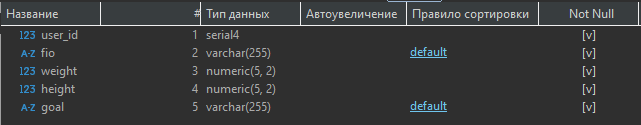 Название # Тип данных Автоувеличение Правило сортировки Not Null
123 user_id 1 serial4 [v]
A-Z fio 2 varchar(255) default [v]
123 weight 3 numeric(5, 2) [v]
123 height 4 numeric(5, 2) [v]
A-Z goal 5 varchar(255) default [v]